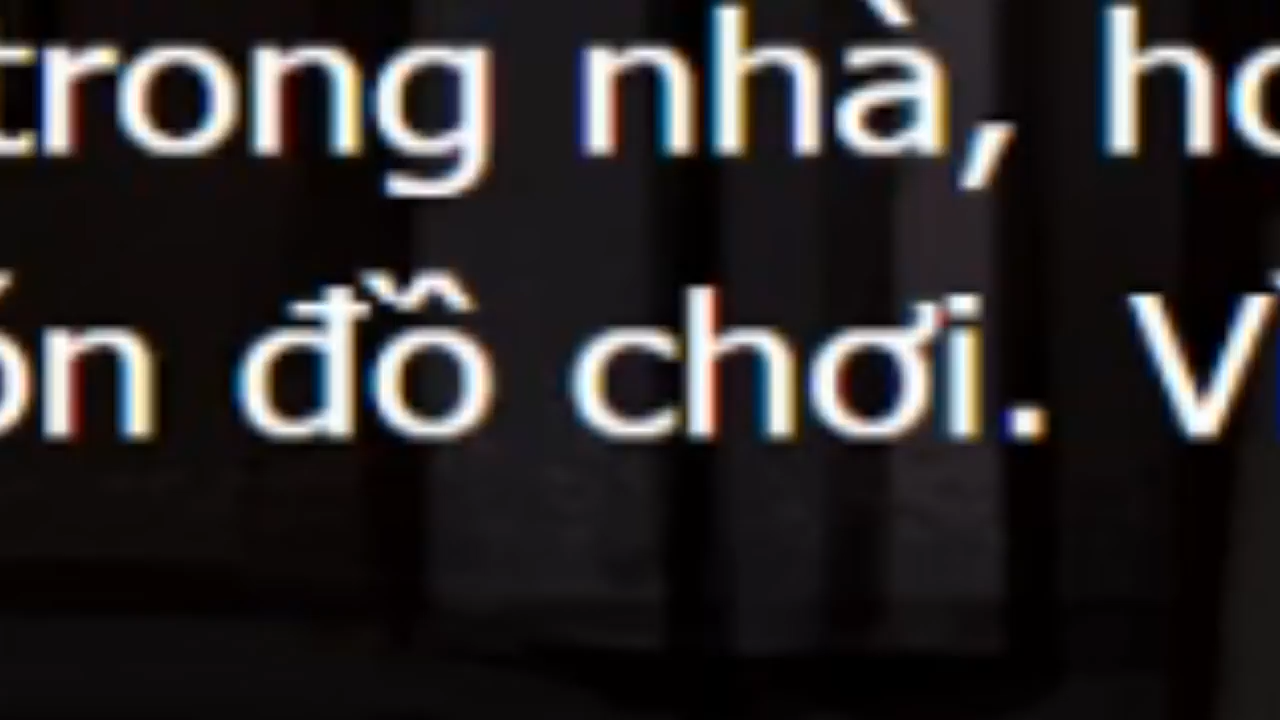 trong nhà,
đồ chơi.